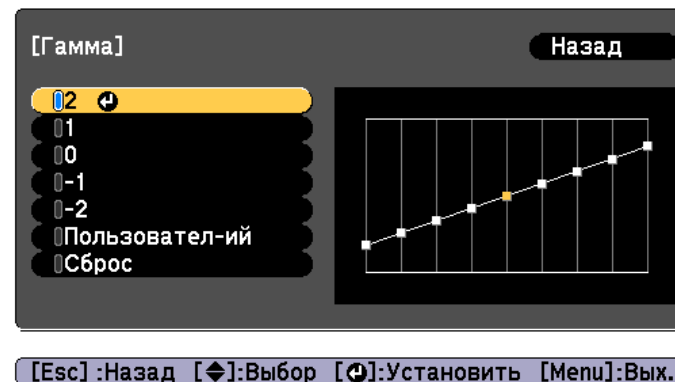 [Гамма] Назад
2
1
0
-1
-2
Пользовател-ий
Сброс
[Esc] :Назад [◆]:Выбор [⏎]:Установить [Menu]:Вых.